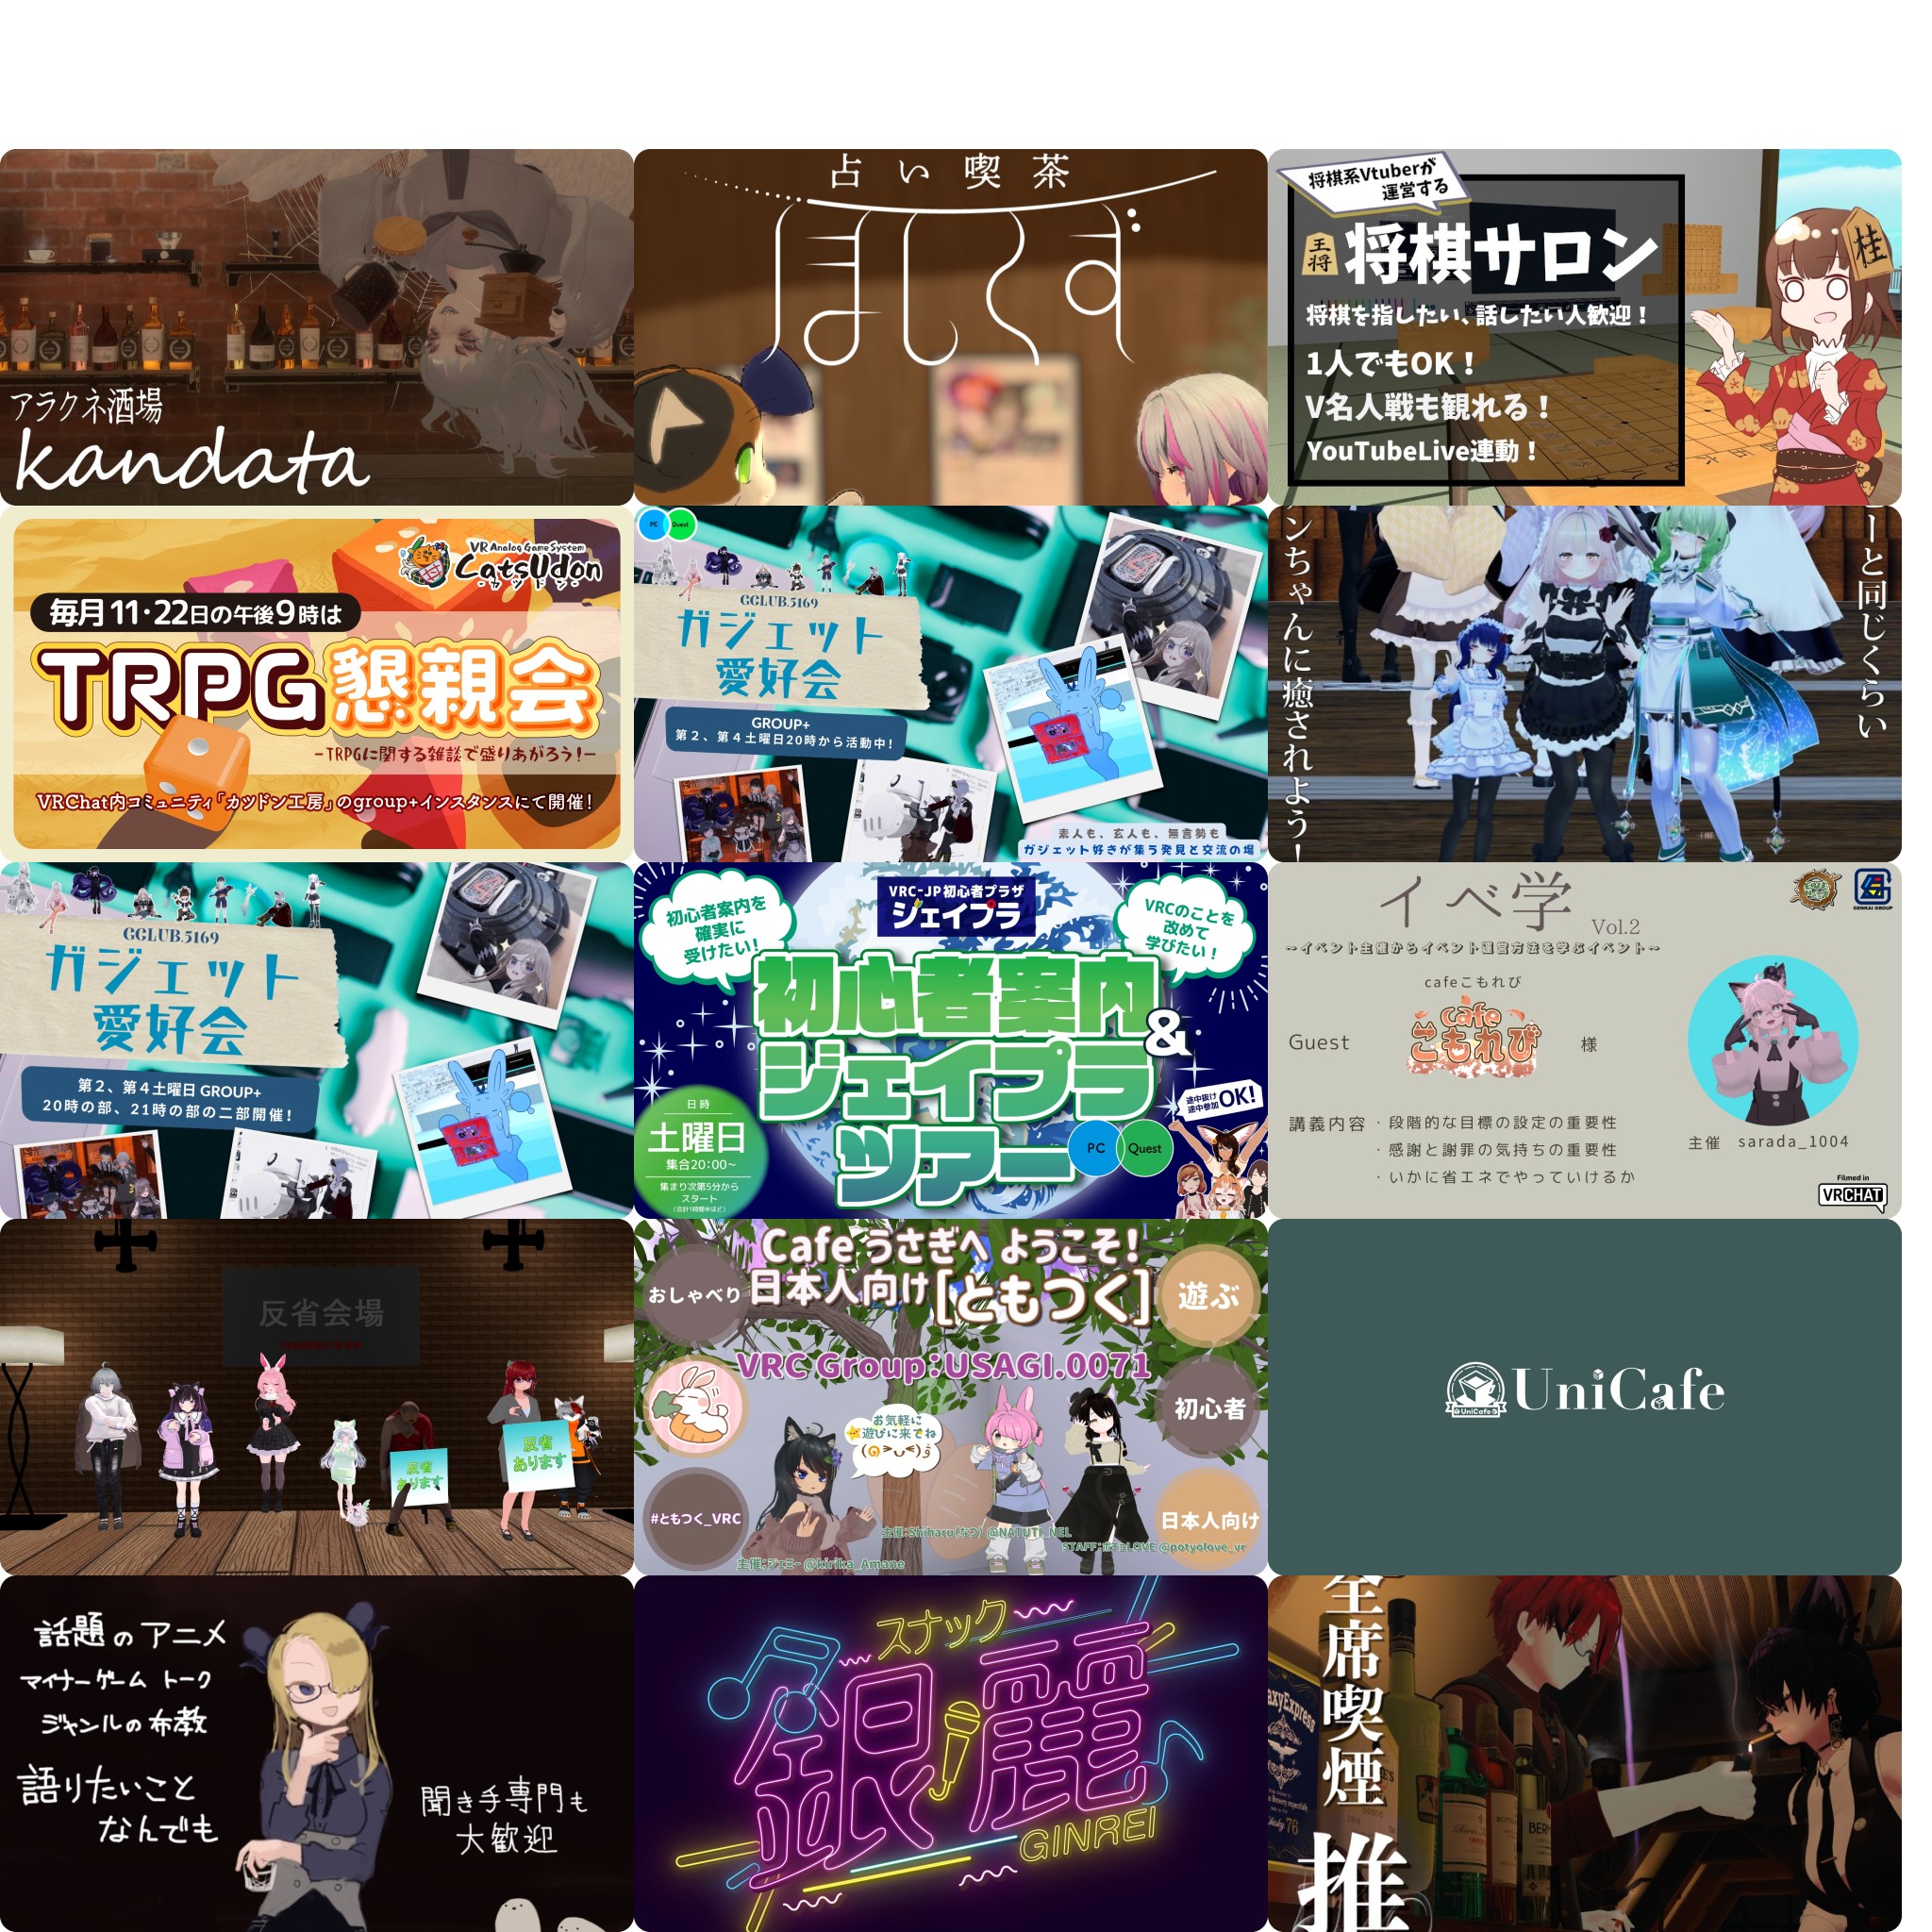 アラクネ酒場
kandata
占い喫茶
ほしくず
将棋系Vtuberが
運営する
王将
将棋サロン
将棋を指したい、話したい人歓迎！
1人でもOK！
V名人戦も観れる！
YouTubeLive連動！
桂
VR Analog Game System
CatsUdon
-カツドン-
毎月11・22日の午後9時は
TRPG懇親会
-TRPGに関する雑談で盛りあがろう！-
VRChat内コミュニティ「カツドン工房」のgroup+インスタンスにて開催！
PC Quest
GCLUB.5169
ガジェット
愛好会
GROUP+
第２、第４土曜日20時から活動中！
素人も、玄人も、無言勢も
ガジェット好きが集う発見と交流の場
ーと同じくらい
ンちゃんに癒されよう！
GCLUB.5169
ガジェット
愛好会
第２、第４土曜日 GROUP+
20時の部、21時の部の二部開催！
初心者案内を
確実に
受けたい！
VRC-JP 初心者プラザ
ジェイプラ
VRCのことを
改めて
学びたい！
初心者案内
&
ジェイプラ
ツアー
日時
土曜日
集合20:00~
集まり次第5分から
スタート
（合計1時間半ほど）
途中抜け
途中参加OK!
PC Quest
イベ学 Vol.2
～イベント主催からイベント運営方法を学ぶイベント～
GENKAI GROUP
cafeこもれび
Guest
Cafe
こもれび
様
講義内容
・段階的な目標の設定の重要性
・感謝と謝罪の気持ちの重要性
・いかに省エネでやっていけるか
主催 sarada_1004
Filmed in
VRCHAT
反省会場
反省
あります
反省
あります
Cafe うさぎへ ようこそ！
日本人向け[ともつく]
おしゃべり
遊ぶ
VRC Group:USAGI.0071
初心者
お気軽に
遊びに来てね
#ともつく_VRC
日本人向け
主催:Shiharu(なつ) @NATUTI_NEL
STAFF:ポチョLOVE @potyolove_vr
主催:ジェミー @kirika_Amane
UniCafe
UniCafe
話題のアニメ
マイナーゲーム トーク
ジャンルの布教
語りたいこと
なんでも
聞き手専門も
大歓迎
スナック
銀麗
GINREI
全席喫煙
推
axyExpress
76